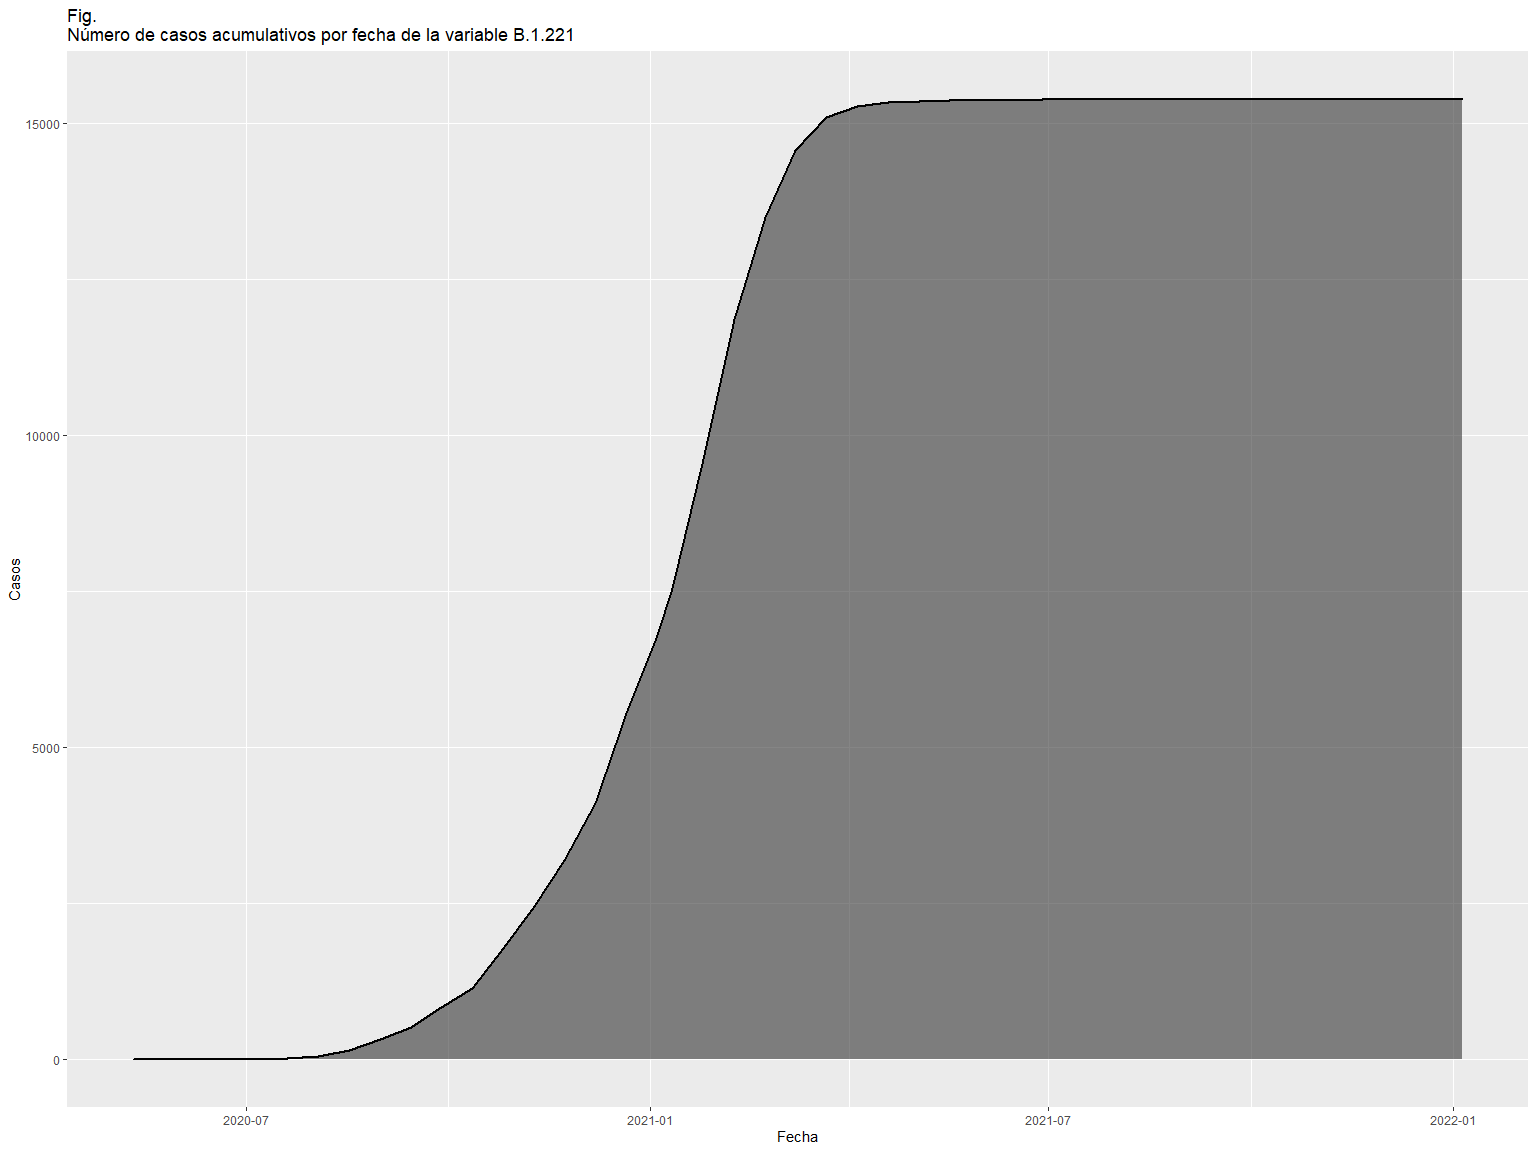 Fig.
Número de casos acumulativos por fecha de la variable B.1.221
Casos
15000
10000
5000
0
2020-07
2021-01
2021-07
2022-01
Fecha